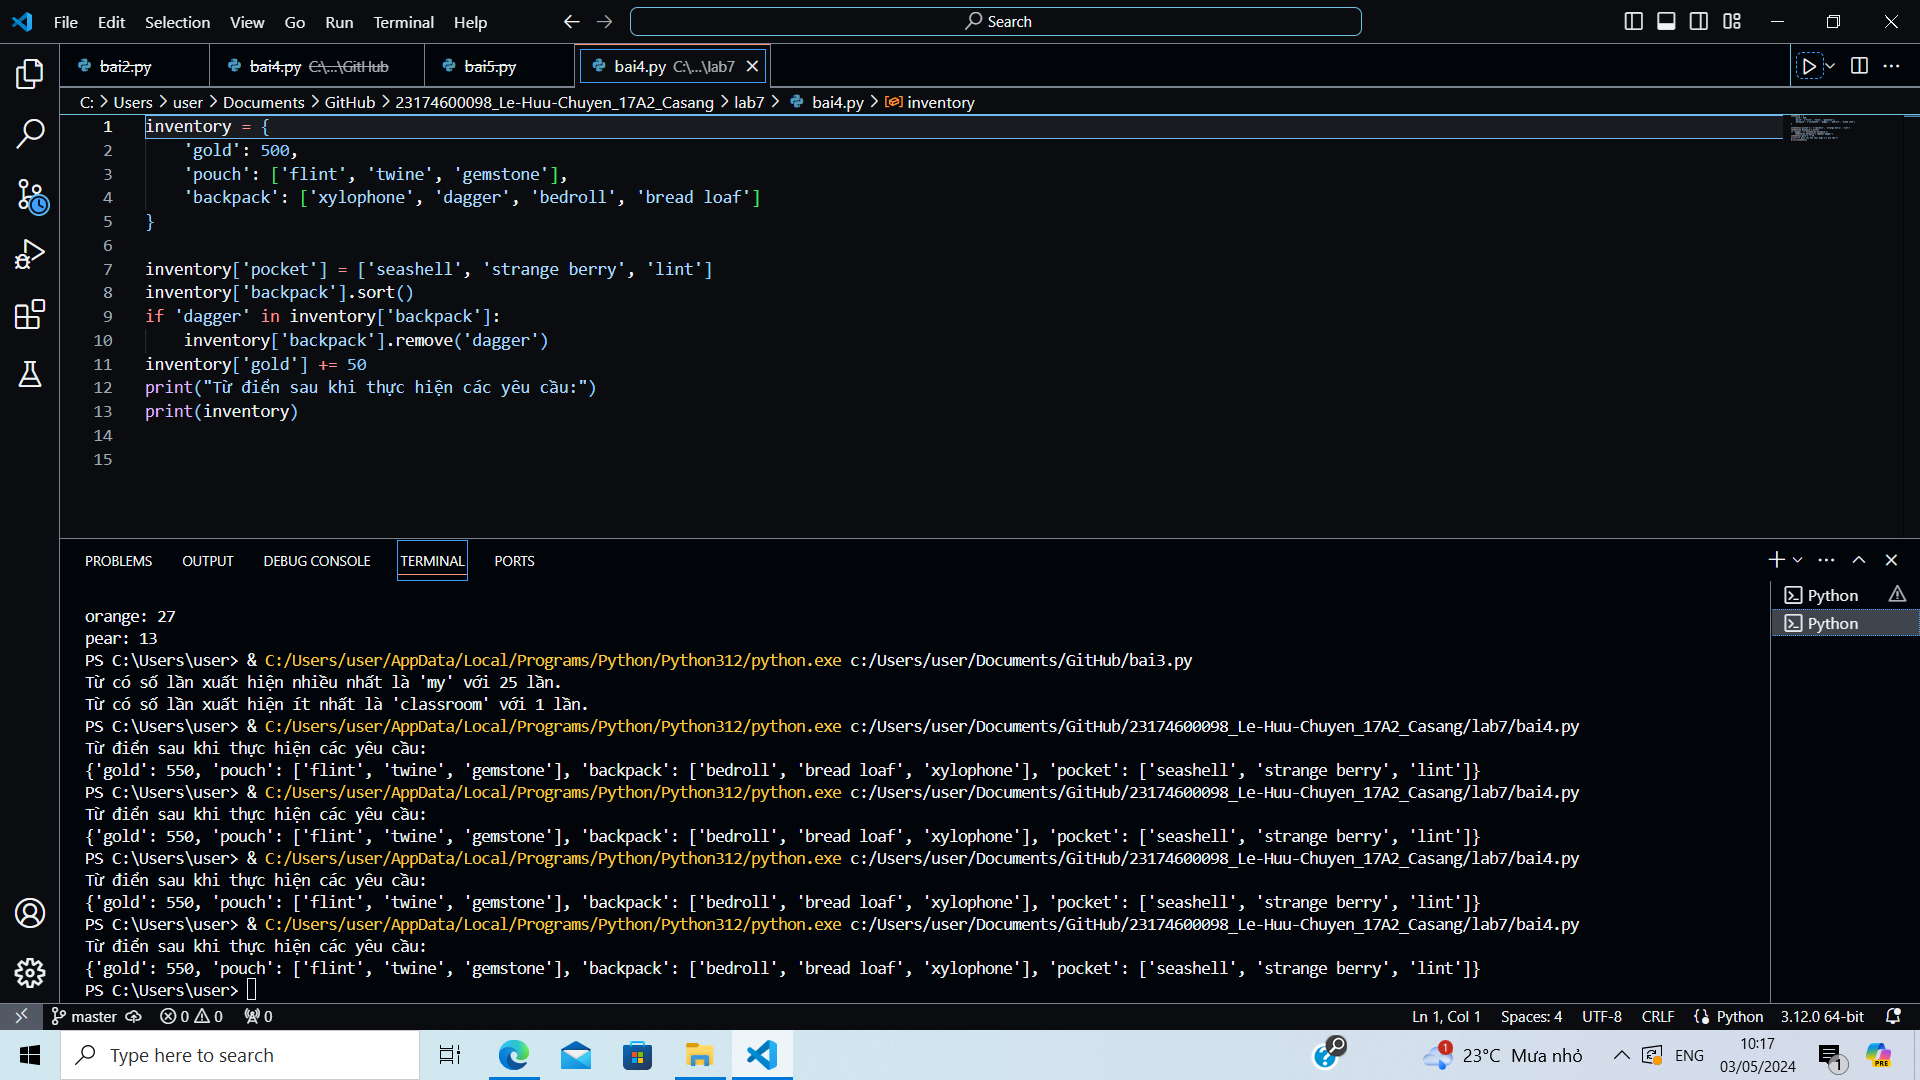 File Edit Selection View Go Run Terminal Help
Search
bai2.py
bai4.py C:\...\GitHub
bai5.py
bai4.py C:\...\lab7
C: > Users > user > Documents > GitHub > 23174600098_Le-Huu-Chuyen_17A2_Casang > lab7 > bai4.py > inventory
1 inventory = {
2 'gold': 500,
3 'pouch': ['flint', 'twine', 'gemstone'],
4 'backpack': ['xylophone', 'dagger', 'bedroll', 'bread loaf']
5 }
6
7 inventory['pocket'] = ['seashell', 'strange berry', 'lint']
8 inventory['backpack'].sort()
9 if 'dagger' in inventory['backpack']:
10 inventory['backpack'].remove('dagger')
11 inventory['gold'] += 50
12 print("Từ điển sau khi thực hiện các yêu cầu:")
13 print(inventory)
14
15
PROBLEMS OUTPUT DEBUG CONSOLE TERMINAL PORTS
Python
Python
orange: 27
pear: 13
PS C:\Users\user> & C:/Users/user/AppData/Local/Programs/Python/Python312/python.exe c:/Users/user/Documents/GitHub/bai3.py
Từ có số lần xuất hiện nhiều nhất là 'my' với 25 lần.
Từ có số lần xuất hiện ít nhất là 'classroom' với 1 lần.
PS C:\Users\user> & C:/Users/user/AppData/Local/Programs/Python/Python312/python.exe c:/Users/user/Documents/GitHub/23174600098_Le-Huu-Chuyen_17A2_Casang/lab7/bai4.py
Từ điển sau khi thực hiện các yêu cầu:
{'gold': 550, 'pouch': ['flint', 'twine', 'gemstone'], 'backpack': ['bedroll', 'bread loaf', 'xylophone'], 'pocket': ['seashell', 'strange berry', 'lint']}
PS C:\Users\user> & C:/Users/user/AppData/Local/Programs/Python/Python312/python.exe c:/Users/user/Documents/GitHub/23174600098_Le-Huu-Chuyen_17A2_Casang/lab7/bai4.py
Từ điển sau khi thực hiện các yêu cầu:
{'gold': 550, 'pouch': ['flint', 'twine', 'gemstone'], 'backpack': ['bedroll', 'bread loaf', 'xylophone'], 'pocket': ['seashell', 'strange berry', 'lint']}
PS C:\Users\user> & C:/Users/user/AppData/Local/Programs/Python/Python312/python.exe c:/Users/user/Documents/GitHub/23174600098_Le-Huu-Chuyen_17A2_Casang/lab7/bai4.py
Từ điển sau khi thực hiện các yêu cầu:
{'gold': 550, 'pouch': ['flint', 'twine', 'gemstone'], 'backpack': ['bedroll', 'bread loaf', 'xylophone'], 'pocket': ['seashell', 'strange berry', 'lint']}
PS C:\Users\user> & C:/Users/user/AppData/Local/Programs/Python/Python312/python.exe c:/Users/user/Documents/GitHub/23174600098_Le-Huu-Chuyen_17A2_Casang/lab7/bai4.py
Từ điển sau khi thực hiện các yêu cầu:
{'gold': 550, 'pouch': ['flint', 'twine', 'gemstone'], 'backpack': ['bedroll', 'bread loaf', 'xylophone'], 'pocket': ['seashell', 'strange berry', 'lint']}
PS C:\Users\user>
master 0 0 0 Ln 1, Col 1 Spaces: 4 UTF-8 CRLF Python 3.12.0 64-bit
Type here to search
1 23°C Mưa nhỏ ENG
10:17
03/05/2024
1
PRE